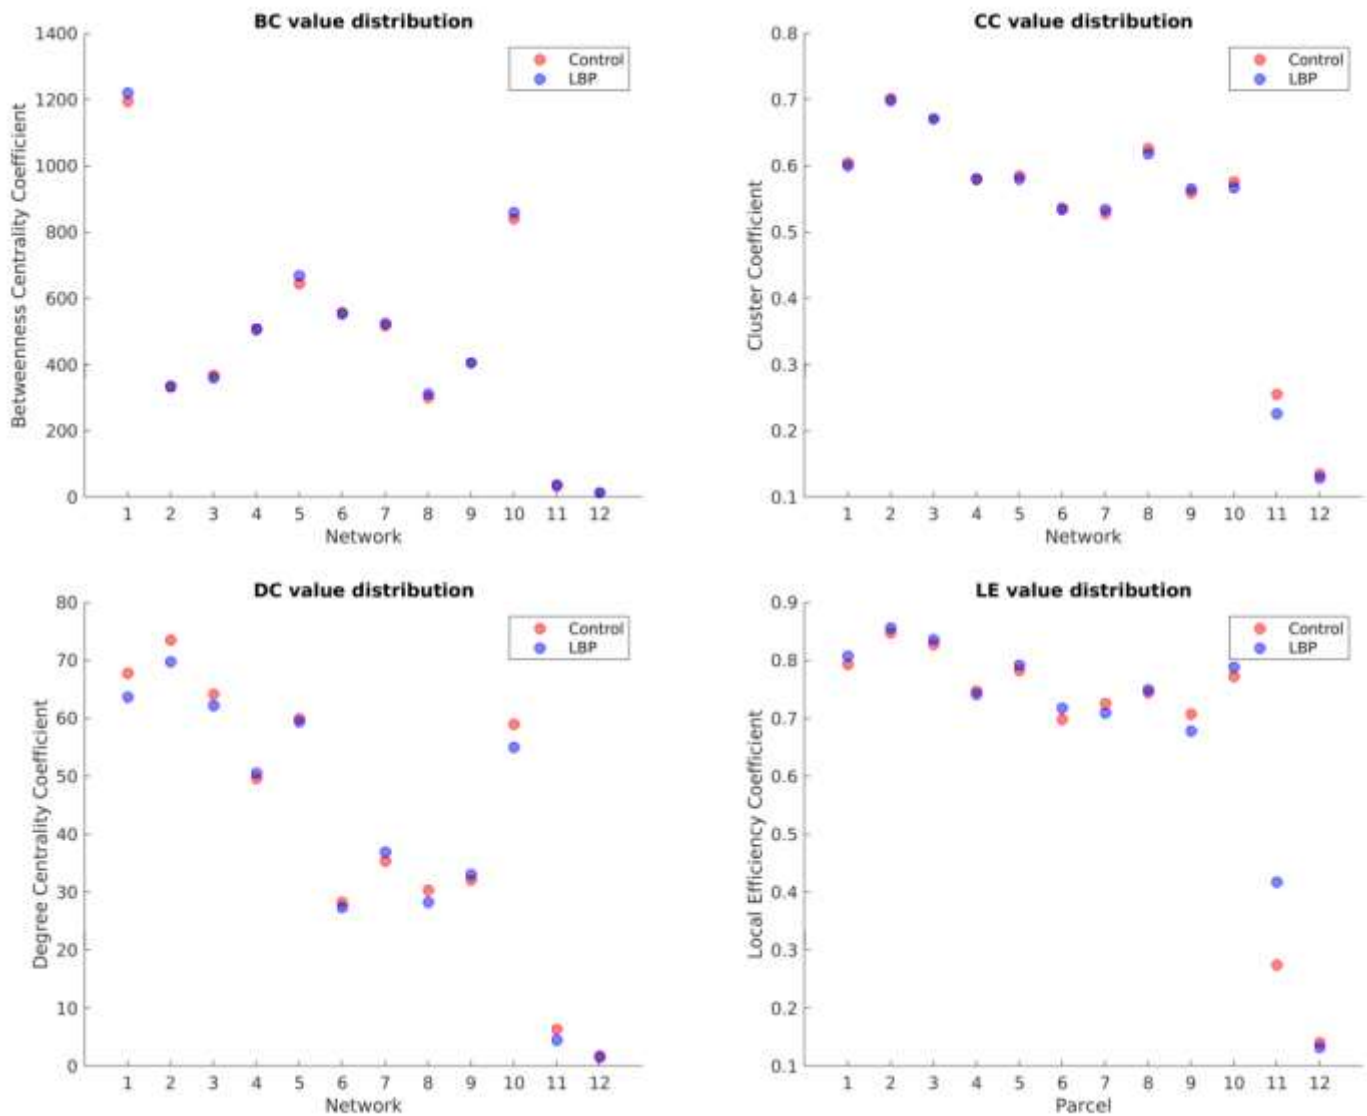 BC value distribution
1400
1200
1000
800
600
400
200
0
Betweenness Centrality Coefficient
Control
LBP
1 2 3 4 5 6 7 8 9 10 11 12
Network
CC value distribution
0.8
0.7
0.6
0.5
0.4
0.3
0.2
0.1
Cluster Coefficient
Control
LBP
1 2 3 4 5 6 7 8 9 10 11 12
Network
DC value distribution
80
70
60
50
40
30
20
10
0
Degree Centrality Coefficient
Control
LBP
1 2 3 4 5 6 7 8 9 10 11 12
Network
LE value distribution
0.9
0.8
0.7
0.6
0.5
0.4
0.3
0.2
0.1
Local Efficiency Coefficient
Control
LBP
1 2 3 4 5 6 7 8 9 10 11 12
Parcel